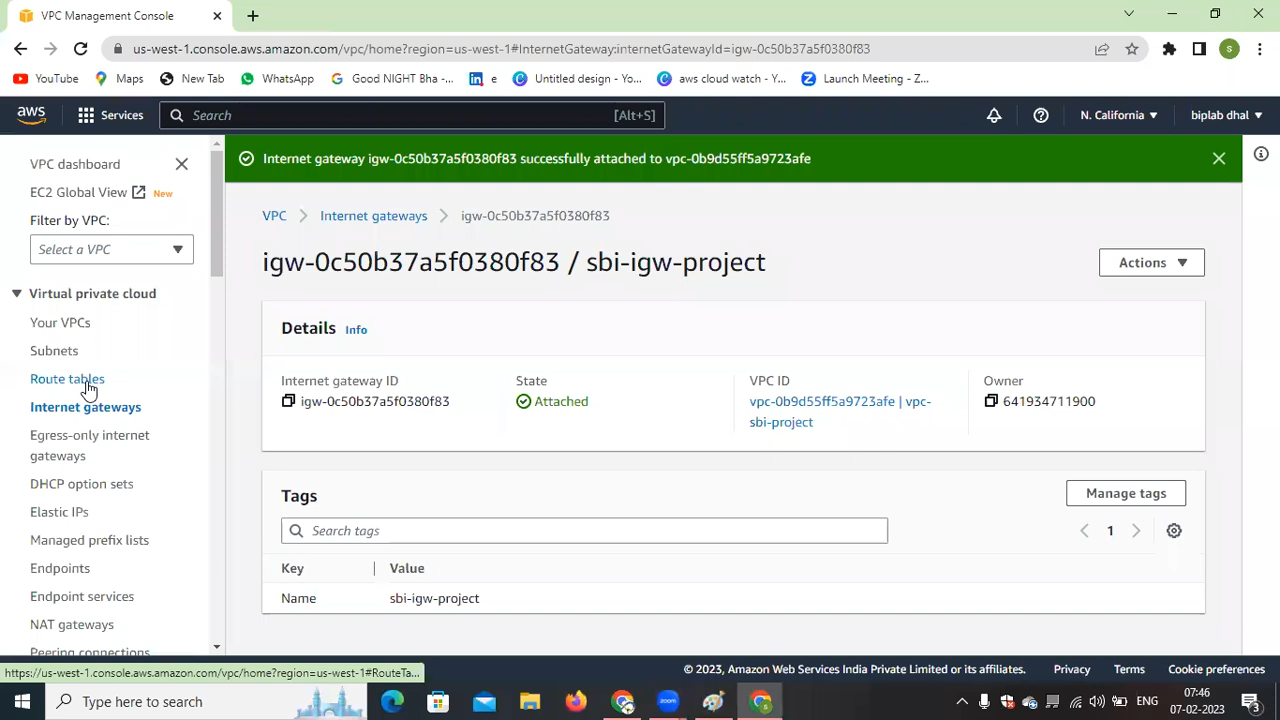 VPC Management Console
us-west-1.console.aws.amazon.com/vpc/home?region=us-west-1#InternetGateway:internetGatewayId=igw-0c50b37a5f0380f83
S
YouTube Maps New Tab WhatsApp Good NIGHT Bha - ... e Untitled design - Yo... aws cloud watch - Y... Launch Meeting - Z...
aws Services Search [Alt+S] N. California biplab dhal
VPC dashboard
EC2 Global View New
Filter by VPC:
Select a VPC
Virtual private cloud
Your VPCs
Subnets
Route tables
Internet gateways
Egress-only internet
gateways
DHCP option sets
Elastic IPs
Managed prefix lists
Endpoints
Endpoint services
NAT gateways
Peering connections
Internet gateway igw-0c50b37a5f0380f83 successfully attached to vpc-0b9d55ff5a9723afe
VPC Internet gateways igw-0c50b37a5f0380f83
igw-0c50b37a5f0380f83 / sbi-igw-project
Actions
Details Info
Internet gateway ID
igw-0c50b37a5f0380f83
State
Attached
VPC ID
vpc-0b9d55ff5a9723afe | vpc-
sbi-project
Owner
641934711900
Tags
Manage tags
Search tags
1
Key Value
Name sbi-igw-project
https://us-west-1.console.aws.amazon.com/vpc/home?region=us-west-1#RouteTa...
© 2023, Amazon Web Services India Private Limited or its affiliates. Privacy Terms Cookie preferences
Type here to search
zoom
ENG
07:46
07-02-2023
3